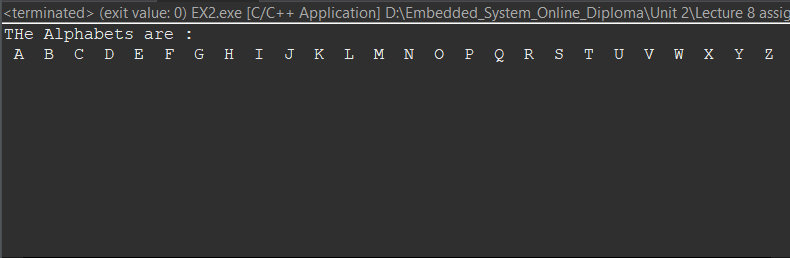 <terminated> (exit value: 0) EX2.exe [C/C++ Application] D:\Embedded_System_Online_Diploma\Unit 2\Lecture 8 assig
THe Alphabets are :
A B C D E F G H I J K L M N O P Q R S T U V W X Y Z